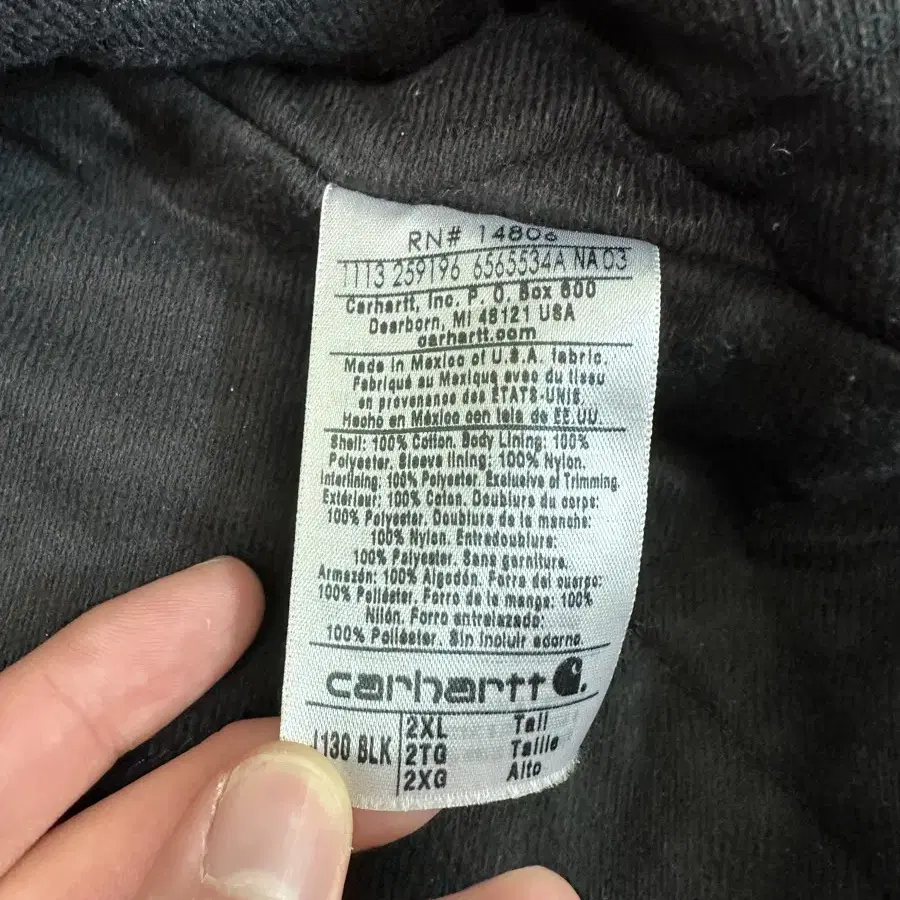 RN# 14806
1113 259196 6565534A NA 03
Carhartt, Inc. P. O. Box 600
Dearborn, MI 48121 USA
carhartt.com
Made in Mexico of U.S.A. fabric.
Fabriqué au Mexique avec du tissu
en provenance des ÉTATS-UNIS
Hecho en México con tela de EE.UU.
Shell: 100% Cotton. Body Lining: 100%
Polyester. Sleeve lining: 100% Nylon.
Interlining: 100% Polyester. Exclusive of Trimming.
Extérieur: 100% Coton. Doublure du corps:
100% Polyester. Doublure de la manche:
100% Nylon. Entredoublure:
100% Polyester. Sans garniture.
Armazón: 100% Algodón. Forro del cuerpo:
100% Poliéster. Forro de la manga: 100%
Nilón. Forro entrelazado:
100% Poliéster. Sin incluir adorno.
carhartt
J130 BLK
2XL Tall
2TG Taille
2XG Alto